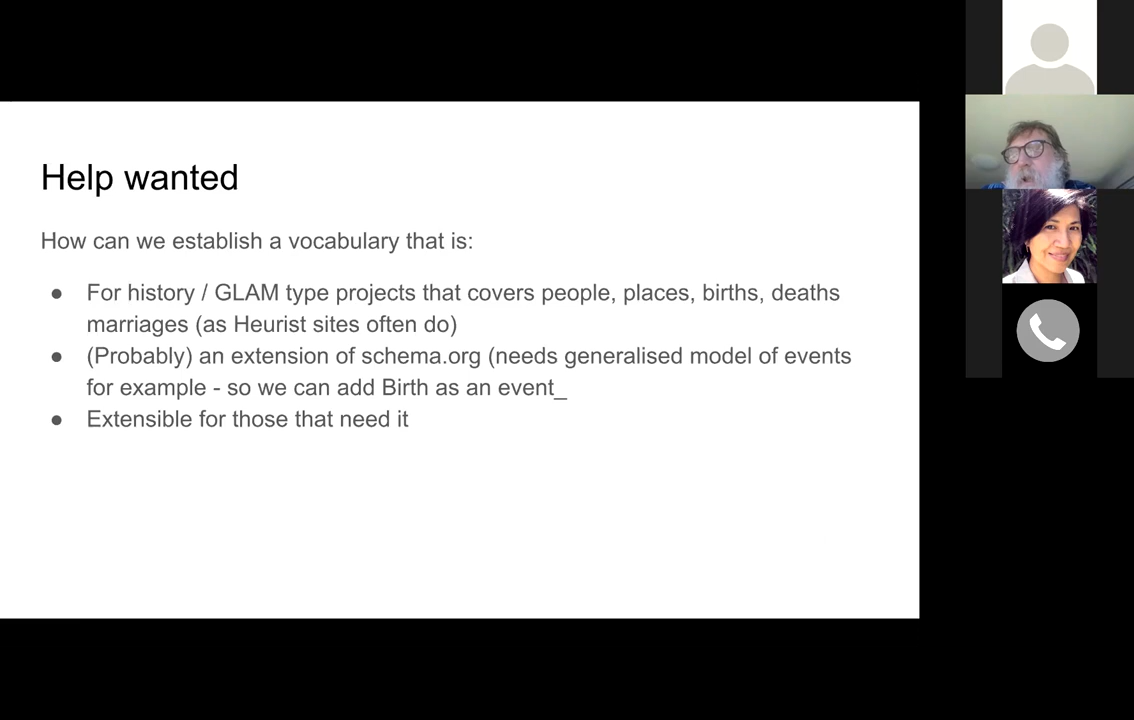 Help wanted
How can we establish a vocabulary that is:
● For history / GLAM type projects that covers people, places, births, deaths
marriages (as Heurist sites often do)
● (Probably) an extension of schema.org (needs generalised model of events
for example - so we can add Birth as an event_
● Extensible for those that need it